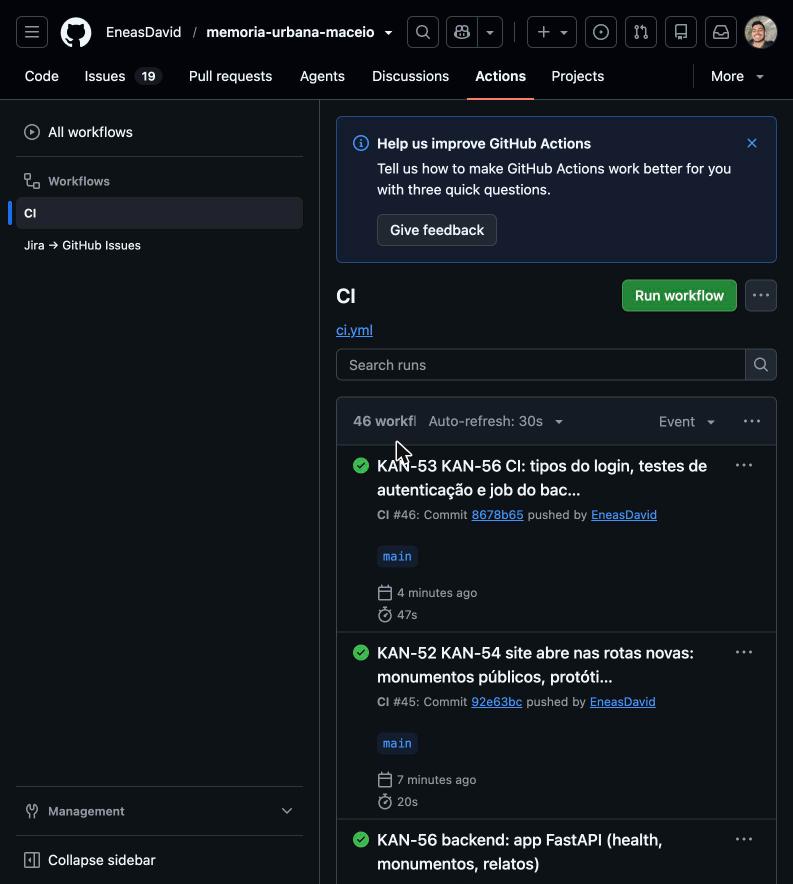 EneasDavid / memoria-urbana-maceio
Code Issues 19 Pull requests Agents Discussions Actions Projects More
All workflows
Workflows
CI
Jira → GitHub Issues
Management
Collapse sidebar
Help us improve GitHub Actions
Tell us how to make GitHub Actions work better for you
with three quick questions.
Give feedback
CI
Run workflow
ci.yml
Search runs
46 workfl Auto-refresh: 30s Event
KAN-53 KAN-56 CI: tipos do login, testes de
autenticação e job do bac...
CI #46: Commit 8678b65 pushed by EneasDavid
main
4 minutes ago
47s
KAN-52 KAN-54 site abre nas rotas novas:
monumentos públicos, protóti...
CI #45: Commit 92e63bc pushed by EneasDavid
main
7 minutes ago
20s
KAN-56 backend: app FastAPI (health,
monumentos, relatos)